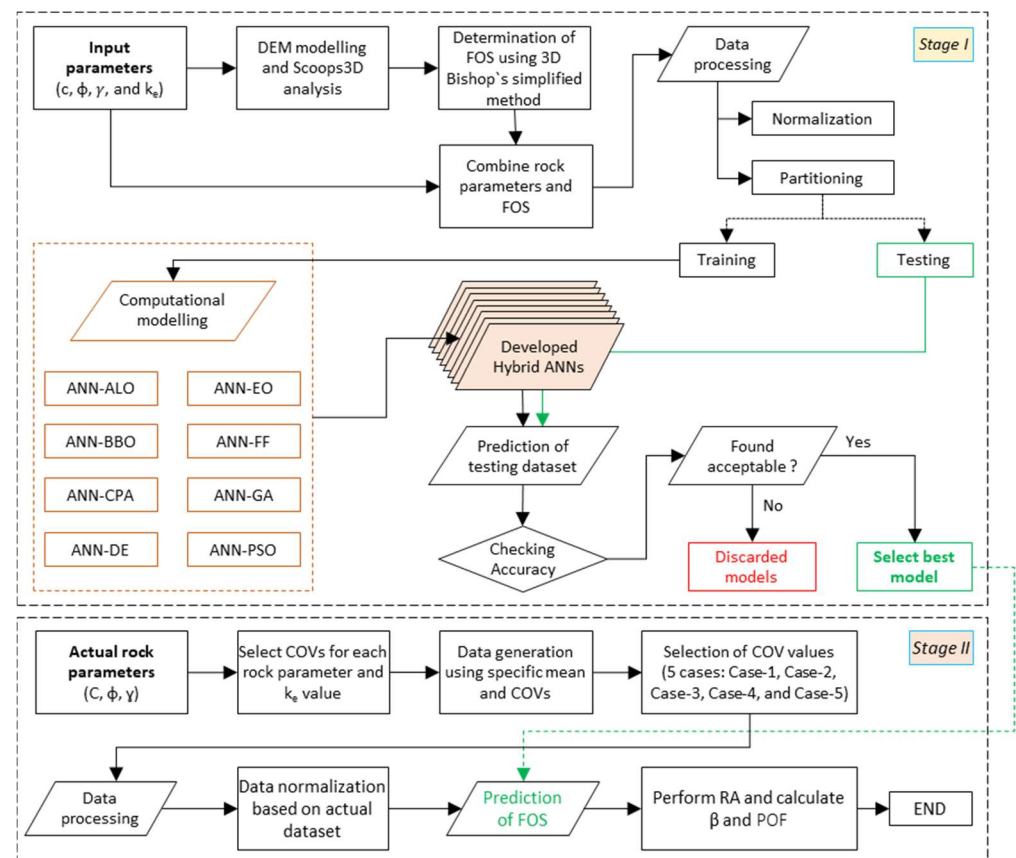 Stage I
Input
parameters
(c, ϕ, γ, and kₑ)
DEM modelling
and Scoops3D
analysis
Determination of
FOS using 3D
Bishop`s simplified
method
Data
processing
Normalization
Combine rock
parameters and
FOS
Partitioning
Training
Testing
Computational
modelling
ANN-ALO
ANN-EO
ANN-BBO
ANN-FF
ANN-CPA
ANN-GA
ANN-DE
ANN-PSO
Developed
Hybrid ANNs
Prediction of
testing dataset
Checking
Accuracy
Found
acceptable ?
Yes
No
Discarded
models
Select best
model
Stage II
Actual rock
parameters
(C, ϕ, ɣ)
Select COVs for each
rock parameter and
kₑ value
Data generation
using specific mean
and COVs
Selection of COV values
(5 cases: Case-1, Case-2,
Case-3, Case-4, and Case-5)
Data
processing
Data normalization
based on actual
dataset
Prediction
of FOS
Perform RA and calculate
β and POF
END